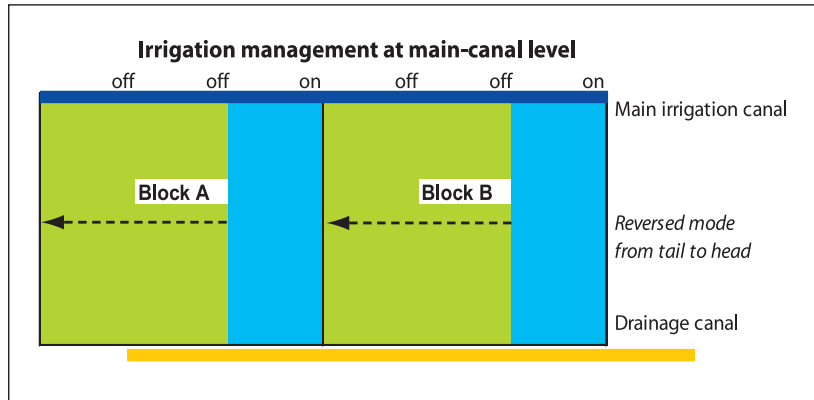 Irrigation management at main-canal level
off off on off off on
Main irrigation canal
Block A Block B
Reversed mode
from tail to head
Drainage canal